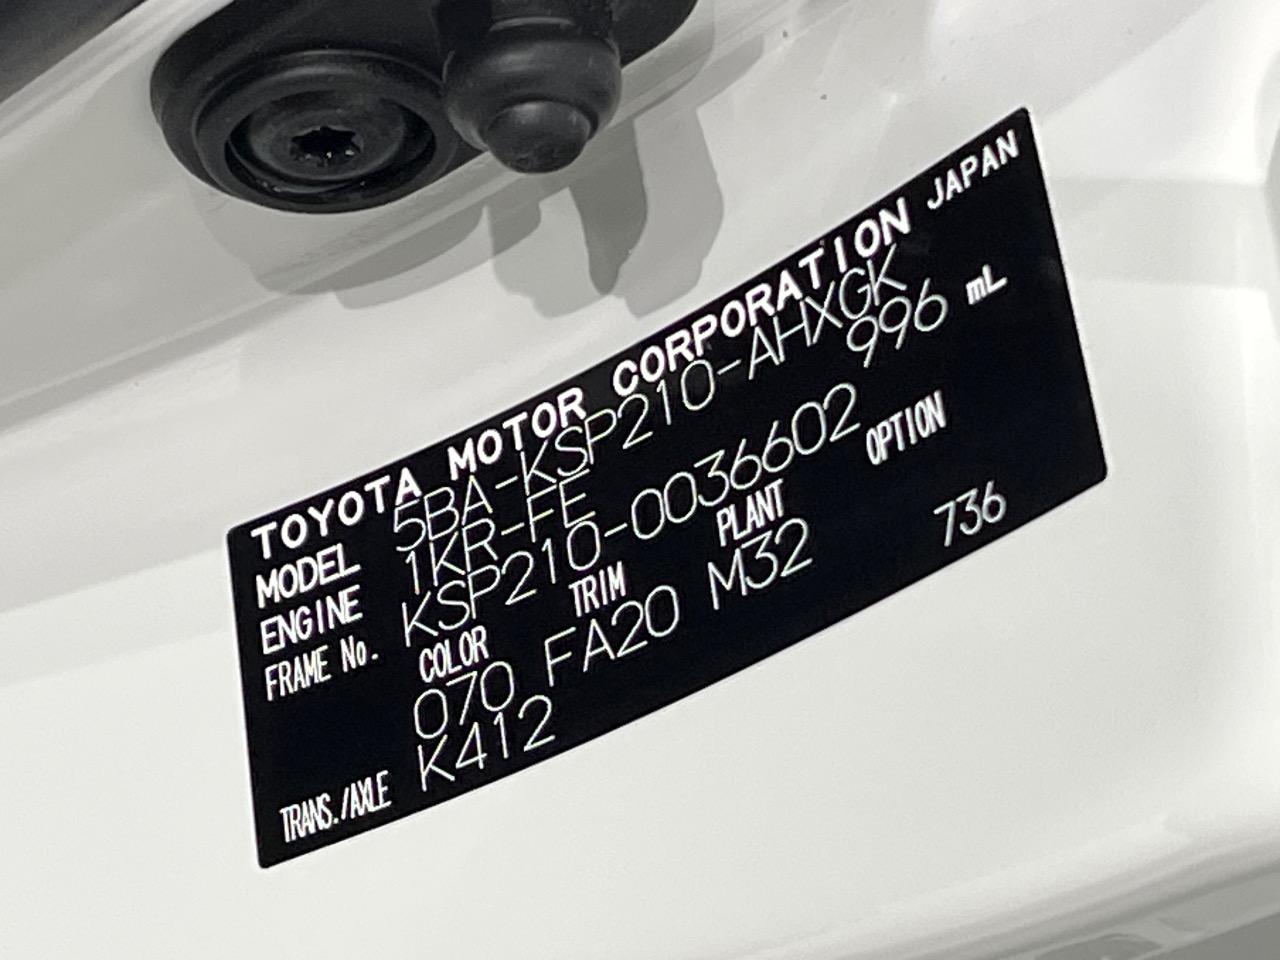 TOYOTA MOTOR CORPORATION JAPAN
MODEL 5BA-KSP210-AHXGK
ENGINE 1KR-FE 996 mL
FRAME No. KSP210-0036602
COLOR TRIM PLANT OPTION
070 FA20 M32 736
TRANS./AXLE K412